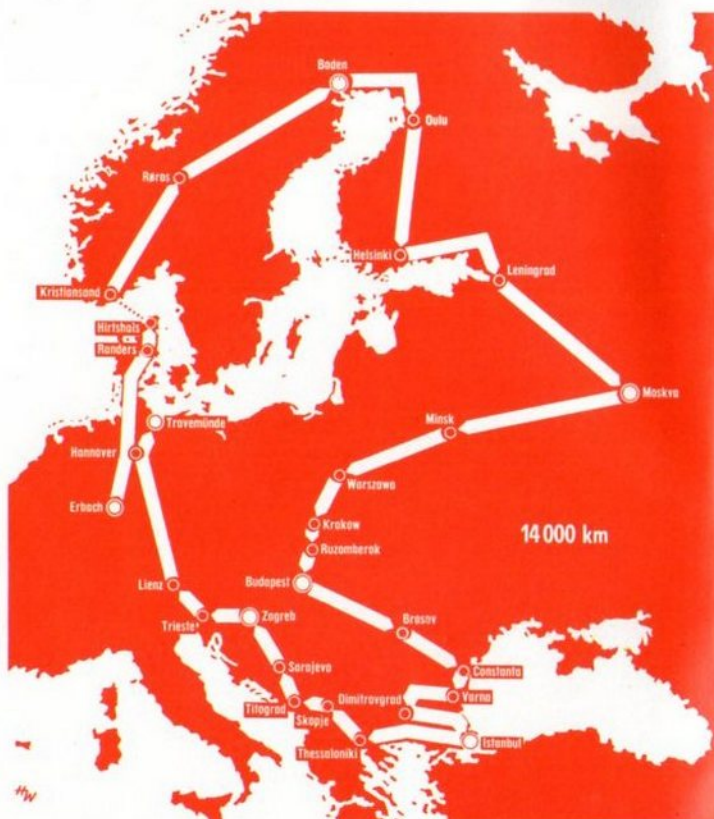 Boden
Oulu
Røros
Helsinki
Leningrad
Kristiansand
Hirtshals
Randers
Moskva
Travemünde
Minsk
Hannover
Warszawa
Erbach
Krakow
14 000 km
Ruzomberok
Budapest
Lienz
Trieste
Zagreb
Brasov
Sarajevo
Constanta
Titograd
Dimitrovgrad
Varna
Skopje
Thessaloniki
Istanbul
HW